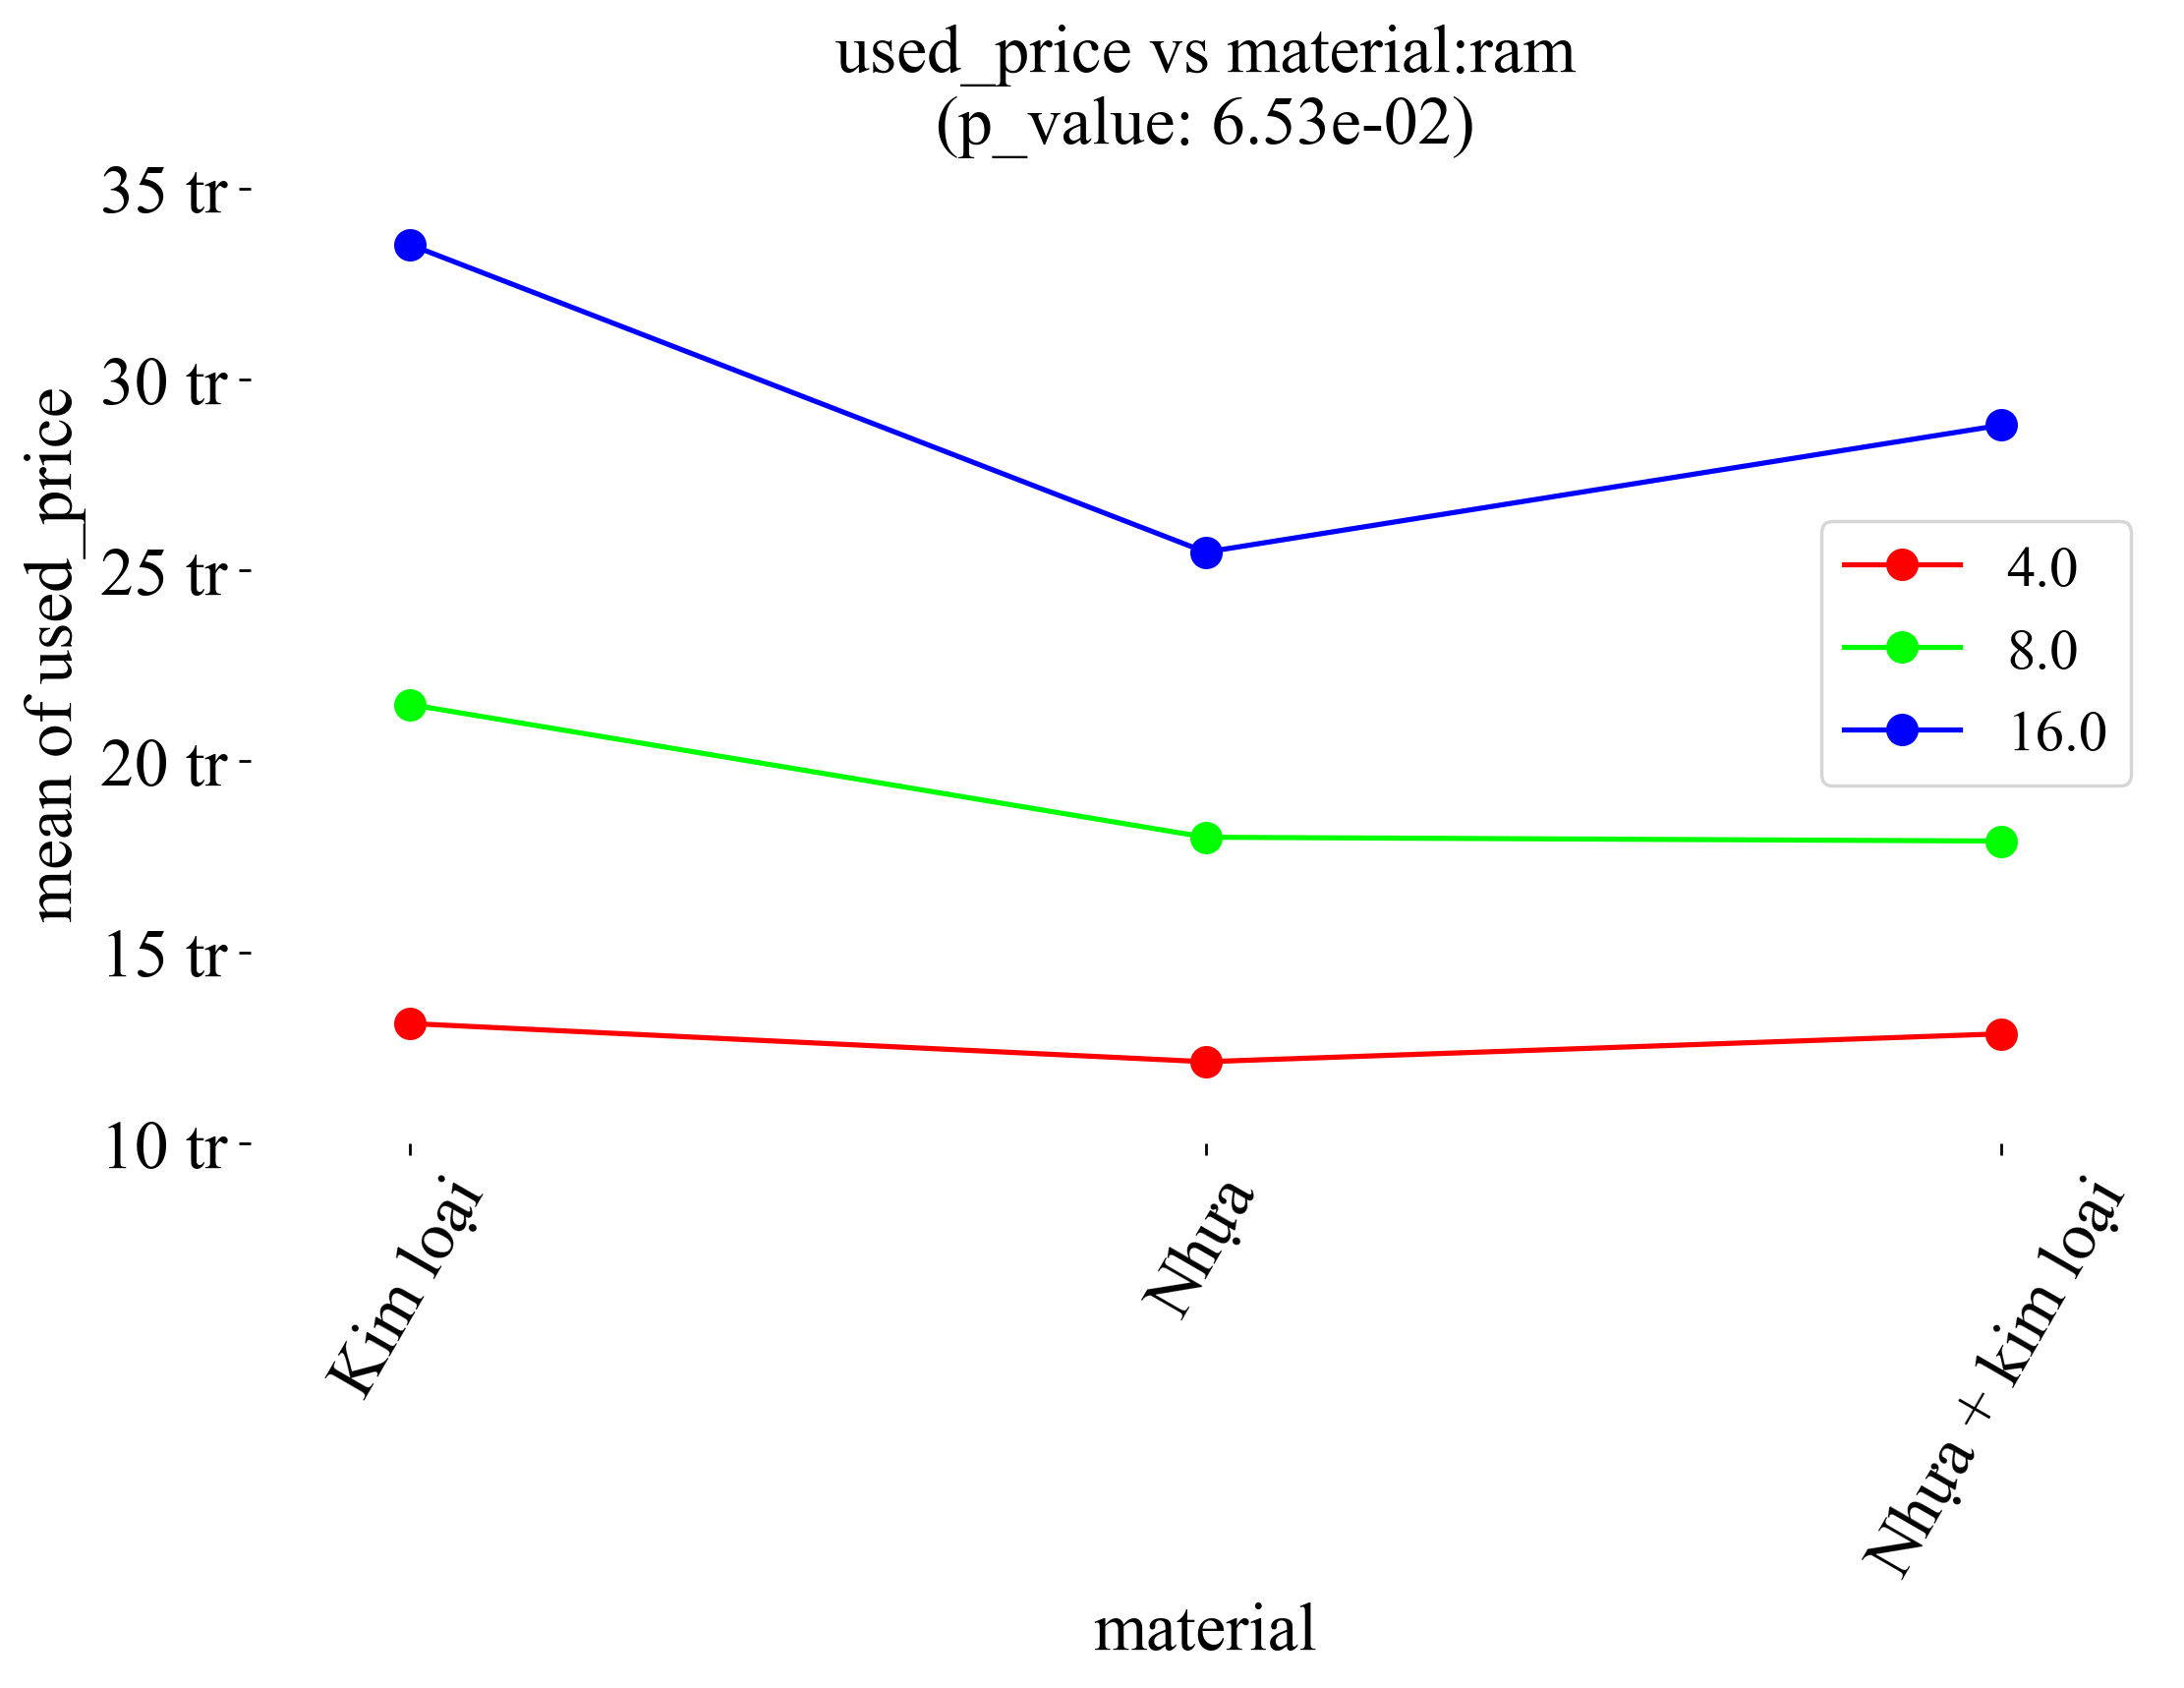 used_price vs material:ram
(p_value: 6.53e-02)
35 tr
30 tr
25 tr
20 tr
15 tr
10 tr
mean of used_price
4.0
8.0
16.0
Kim loại
Nhựa
Nhựa + kim loại
material